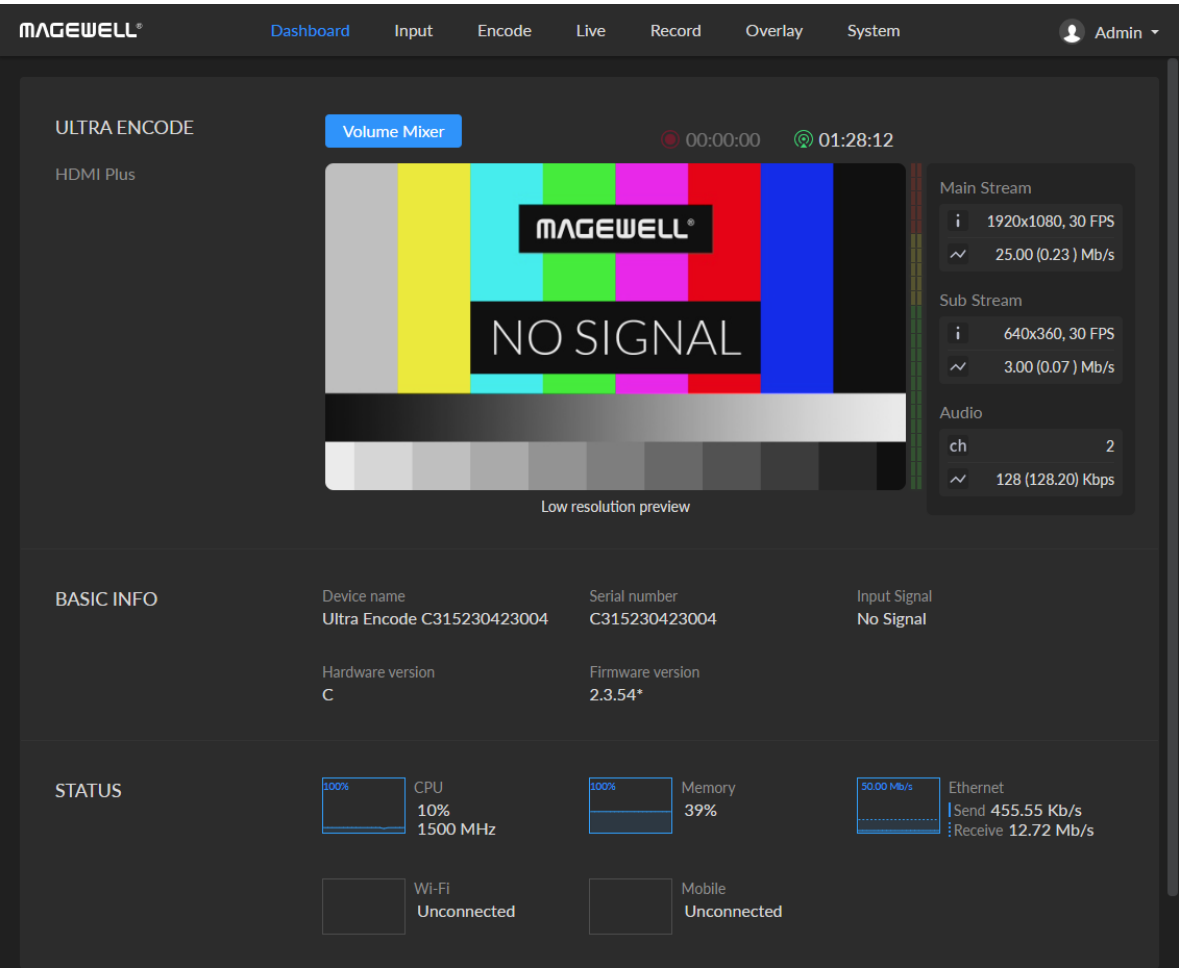 MAGEWELL®
Dashboard Input Encode Live Record Overlay System Admin
ULTRA ENCODE
HDMI Plus
Volume Mixer
00:00:00
01:28:12
MAGEWELL®
NO SIGNAL
Low resolution preview
Main Stream
i 1920x1080, 30 FPS
25.00 (0.23 ) Mb/s
Sub Stream
i 640x360, 30 FPS
3.00 (0.07 ) Mb/s
Audio
ch 2
128 (128.20) Kbps
BASIC INFO
Device name
Ultra Encode C315230423004
Serial number
C315230423004
Input Signal
No Signal
Hardware version
C
Firmware version
2.3.54*
STATUS
100%
CPU
10%
1500 MHz
100%
Memory
39%
50.00 Mb/s
Ethernet
Send 455.55 Kb/s
Receive 12.72 Mb/s
Wi-Fi
Unconnected
Mobile
Unconnected